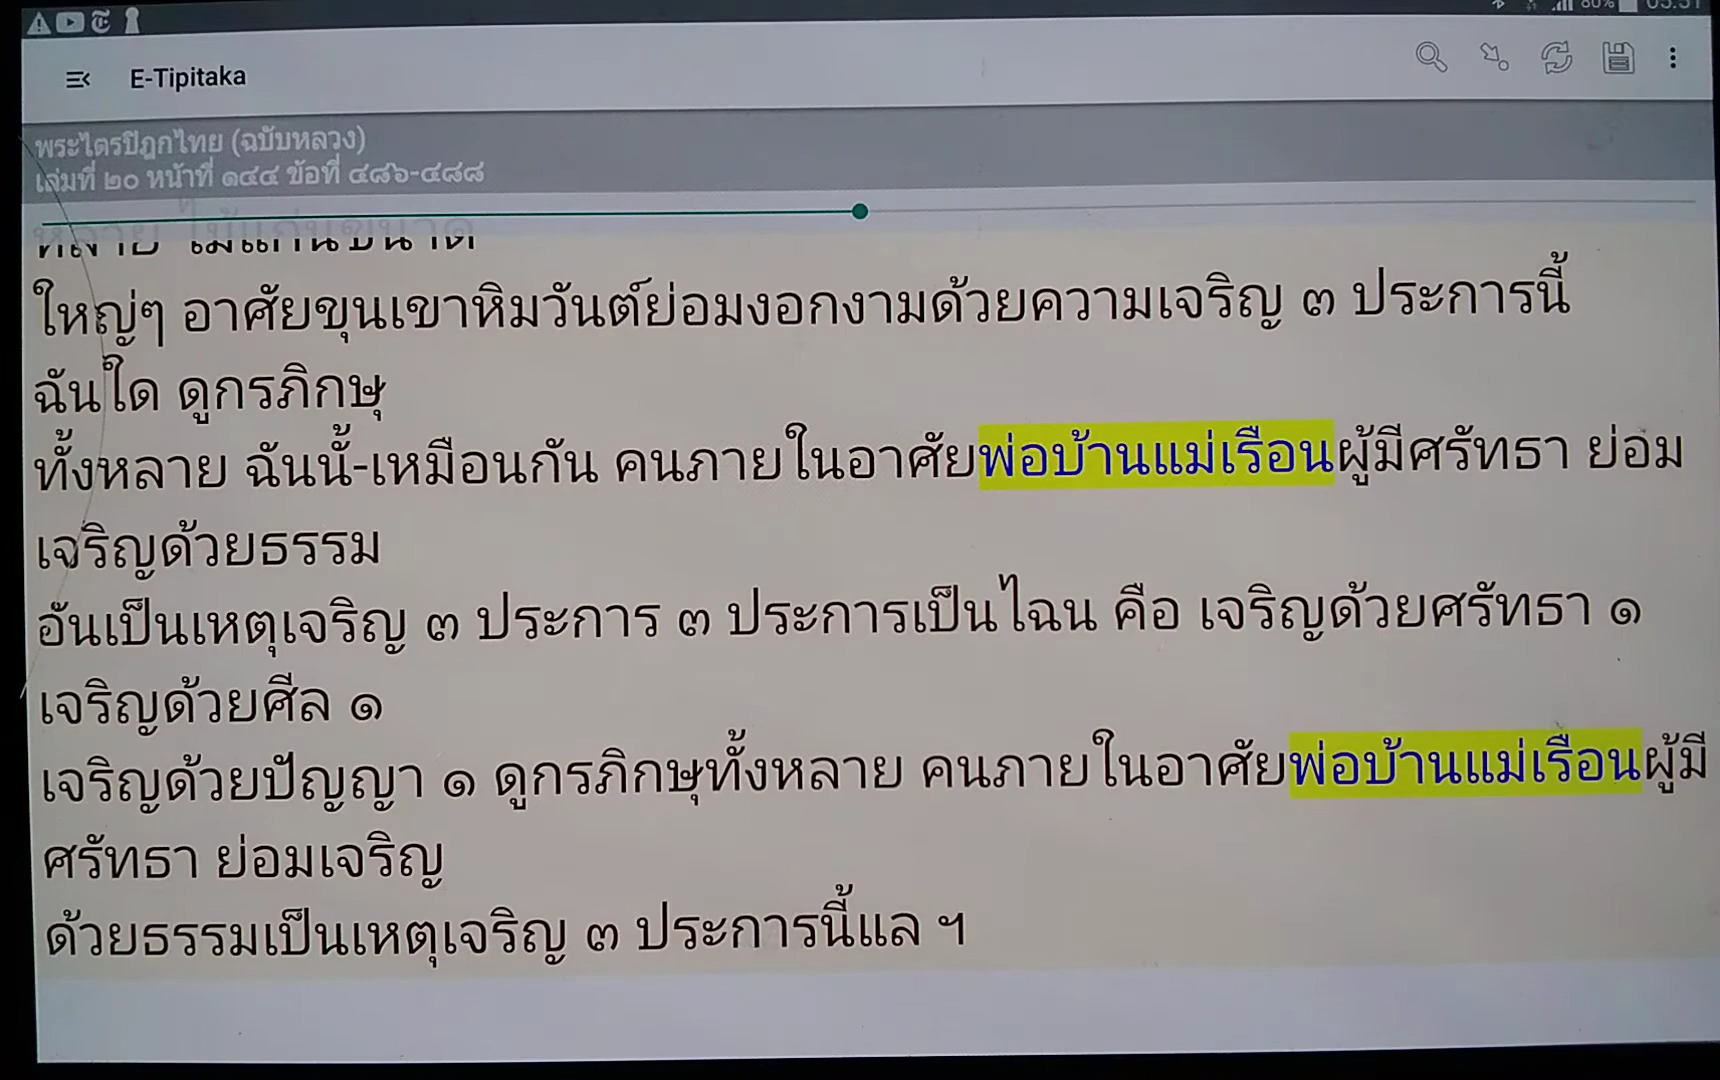 E-Tipitaka
พระไตรปิฎกไทย (ฉบับหลวง)
เล่มที่ ๒๐ หน้าที่ ๑๔๔ ข้อที่ ๔๘๖-๔๘๘
ใหญ่ๆ อาศัยขุนเขาหิมวันต์ย่อมงอกงามด้วยความเจริญ ๓ ประการนี้
ฉันใด ดูกรภิกษุ
ทั้งหลาย ฉันนั้-เหมือนกัน คนภายในอาศัยพ่อบ้านแม่เรือนผู้มีศรัทธา ย่อม
เจริญด้วยธรรม
อันเป็นเหตุเจริญ ๓ ประการ ๓ ประการเป็นไฉน คือ เจริญด้วยศรัทธา ๑
เจริญด้วยศีล ๑
เจริญด้วยปัญญา ๑ ดูกรภิกษุทั้งหลาย คนภายในอาศัยพ่อบ้านแม่เรือนผู้มี
ศรัทธา ย่อมเจริญ
ด้วยธรรมเป็นเหตุเจริญ ๓ ประการนี้แล ฯ